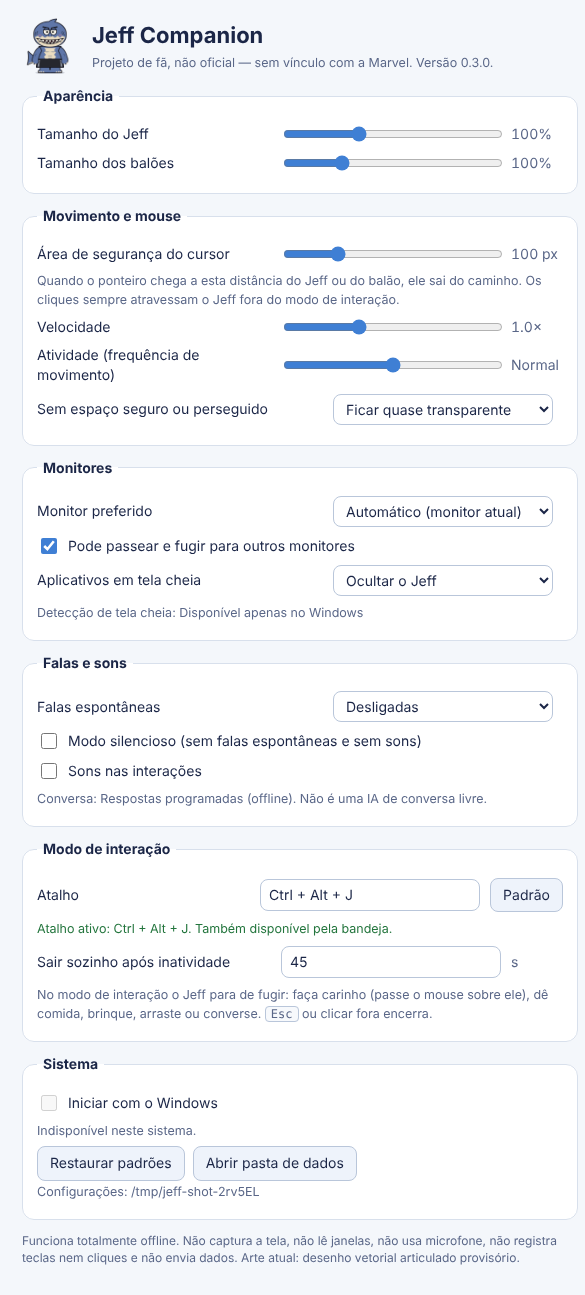 Jeff Companion
Projeto de fã, não oficial — sem vínculo com a Marvel. Versão 0.3.0.
Aparência
Tamanho do Jeff 100%
Tamanho dos balões 100%
Movimento e mouse
Área de segurança do cursor 100 px
Quando o ponteiro chega a esta distância do Jeff ou do balão, ele sai do caminho. Os
cliques sempre atravessam o Jeff fora do modo de interação.
Velocidade 1.0×
Atividade (frequência de
movimento) Normal
Sem espaço seguro ou perseguido Ficar quase transparente
Monitores
Monitor preferido Automático (monitor atual)
Pode passear e fugir para outros monitores
Aplicativos em tela cheia Ocultar o Jeff
Detecção de tela cheia: Disponível apenas no Windows
Falas e sons
Falas espontâneas Desligadas
Modo silencioso (sem falas espontâneas e sem sons)
Sons nas interações
Conversa: Respostas programadas (offline). Não é uma IA de conversa livre.
Modo de interação
Atalho Ctrl + Alt + J Padrão
Atalho ativo: Ctrl + Alt + J. Também disponível pela bandeja.
Sair sozinho após inatividade 45 s
No modo de interação o Jeff para de fugir: faça carinho (passe o mouse sobre ele), dê
comida, brinque, arraste ou converse. Esc ou clicar fora encerra.
Sistema
Iniciar com o Windows
Indisponível neste sistema.
Restaurar padrões Abrir pasta de dados
Configurações: /tmp/jeff-shot-2rv5EL
Funciona totalmente offline. Não captura a tela, não lê janelas, não usa microfone, não registra
teclas nem cliques e não envia dados. Arte atual: desenho vetorial articulado provisório.